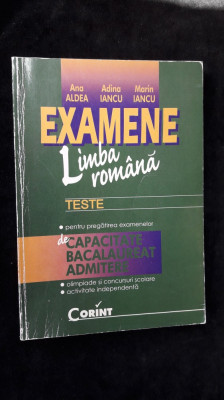 Ana Adina Marin
ALDEA IANCU IANCU
EXAMENE
Limba
română
TESTE
• pentru pregătirea examenelor
de CAPACITATE
BACALAUREAT
ADMITERE
• olimpiade și concursuri școlare
• activitate independentă
CORINT